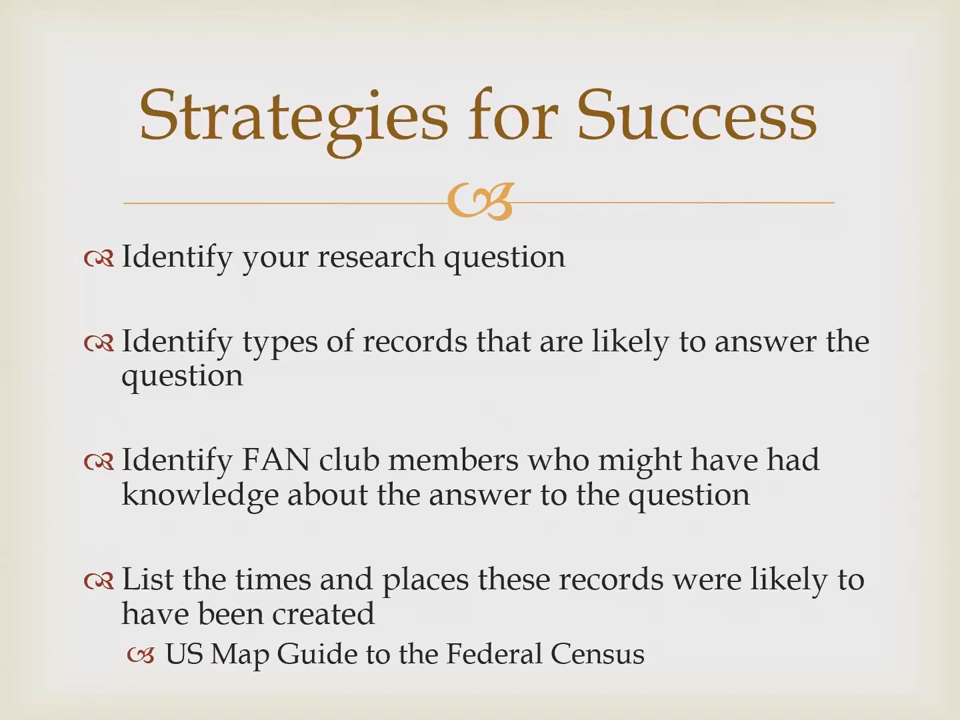 Strategies for Success
Identify your research question
Identify types of records that are likely to answer the
question
Identify FAN club members who might have had
knowledge about the answer to the question
List the times and places these records were likely to
have been created
US Map Guide to the Federal Census